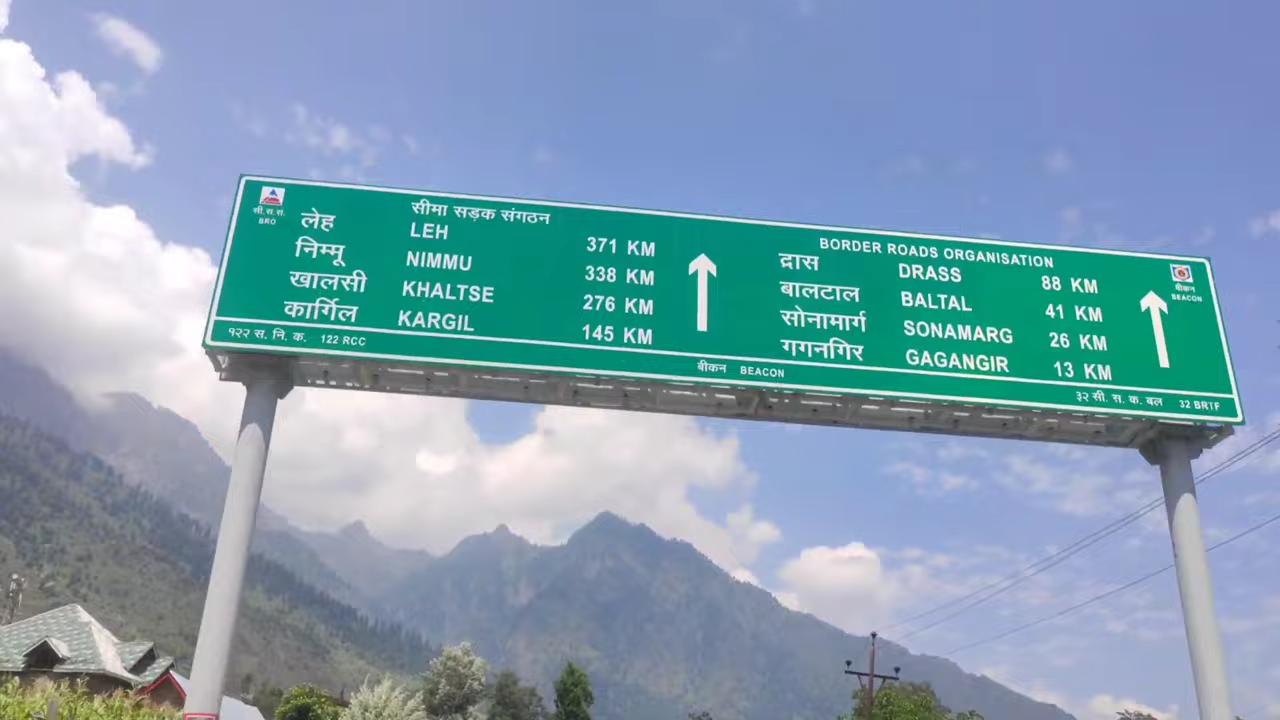 सी.स.स.
BRO
सीमा सड़क संगठन
लेह LEH 371 KM
निम्मू NIMMU 338 KM
खालसी KHALTSE 276 KM
कार्गिल KARGIL 145 KM
BORDER ROADS ORGANISATION
द्रास DRASS 88 KM
बालटाल BALTAL 41 KM
सोनामार्ग SONAMARG 26 KM
गगनगिर GAGANGIR 13 KM
बीकन
BEACON
१२२ स. नि. क. 122 RCC
बीकन BEACON
३२ सी. स. क. बल 32 BRTF